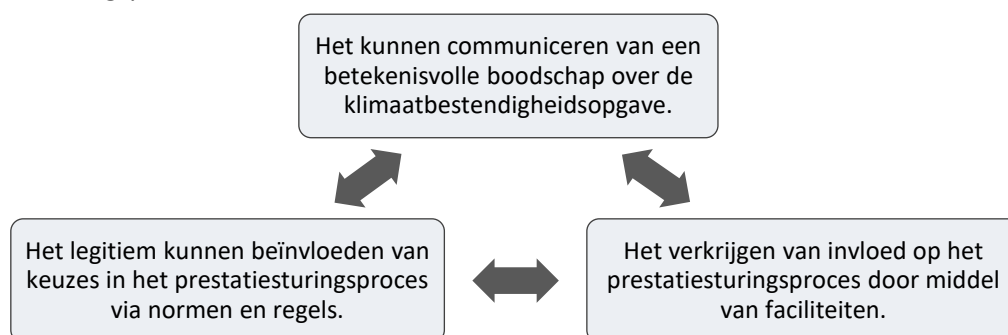 Het kunnen communiceren van een
betekenisvolle boodschap over de
klimaatbestendigheidsopgave.
Het legitiem kunnen beïnvloeden van
keuzes in het prestatiesturingsproces
via normen en regels.
Het verkrijgen van invloed op het
prestatiesturingsproces door middel
van faciliteiten.